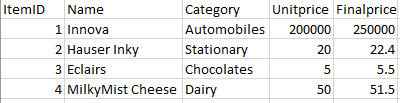 ItemID Name Category Unitprice Finalprice
1 Innova Automobiles 200000 250000
2 Hauser Inky Stationary 20 22.4
3 Eclairs Chocolates 5 5.5
4 MilkyMist Cheese Dairy 50 51.5